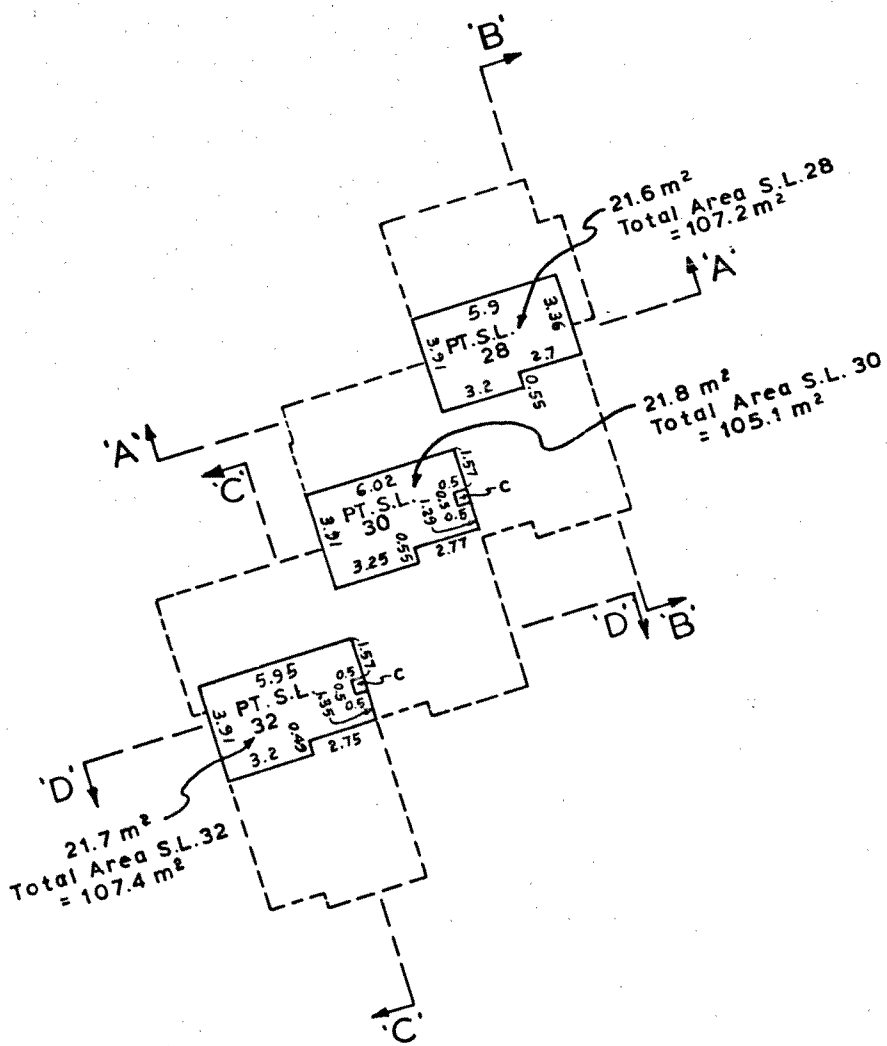 'B'
21.6 m²
Total Area S.L.28
= 107.2 m²
'A'
5.9
3.36
3.91
PT. S.L.
28
2.7
3.2
0.55
21.8 m²
Total Area S.L. 30
= 105.1 m²
'A'
'C'
1.57
6.02
0.5
C
PT. S.L.
0.5
30
1.29
0.5
3.91
0.55
3.25
2.77
'D'
'B'
1.57
5.95
0.5
C
PT. S.L.
0.5
32
1.35
0.5
3.91
0.49
3.2
2.75
'D'
21.7 m²
Total Area S.L.32
= 107.4 m²
'C'